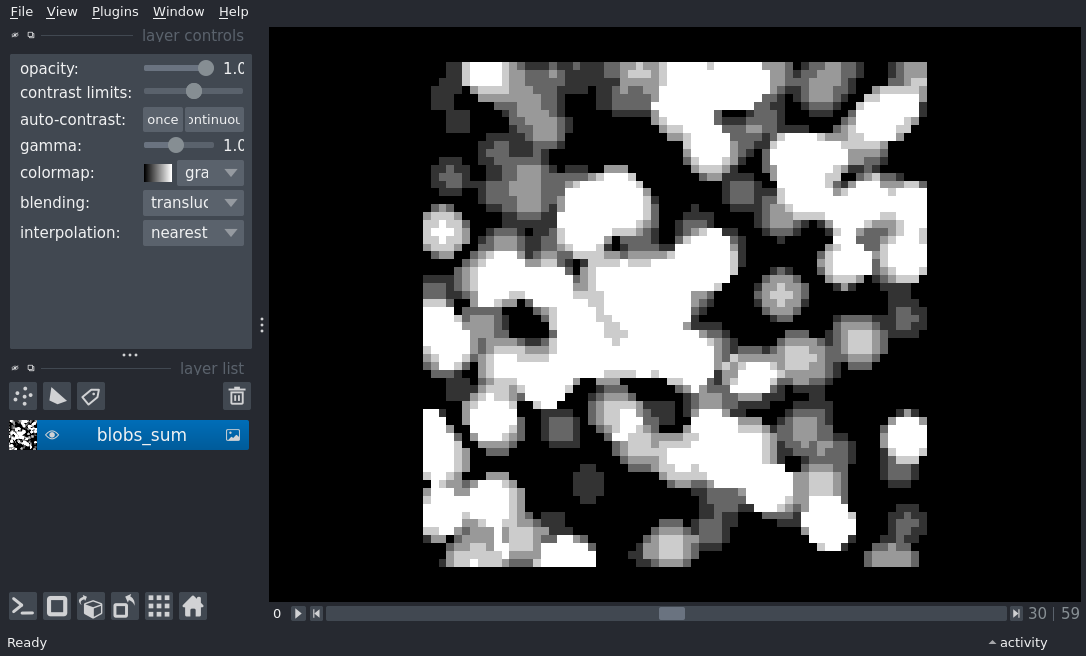 File View Plugins Window Help
layer controls
opacity: 1.0
contrast limits:
auto-contrast: once ontinuou
gamma: 1.0
colormap: gra
blending: transluc
interpolation: nearest
layer list
blobs_sum
0 30 | 59
Ready activity